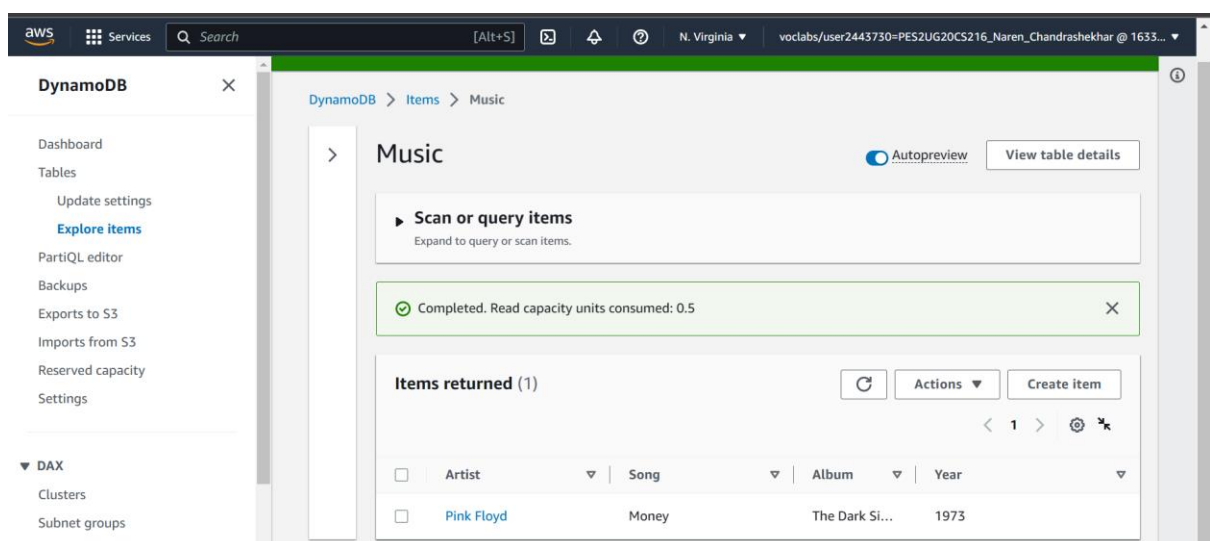 aws Services Search [Alt+S] N. Virginia voclabs/user2443730=PES2UG20CS216_Naren_Chandrashekhar @ 1633...
DynamoDB
Dashboard
Tables
Update settings
Explore items
PartiQL editor
Backups
Exports to S3
Imports from S3
Reserved capacity
Settings
DAX
Clusters
Subnet groups
DynamoDB > Items > Music
Music Autopreview View table details
Scan or query items
Expand to query or scan items.
Completed. Read capacity units consumed: 0.5
Items returned (1) Actions Create item
1
Artist Song Album Year
Pink Floyd Money The Dark Si... 1973